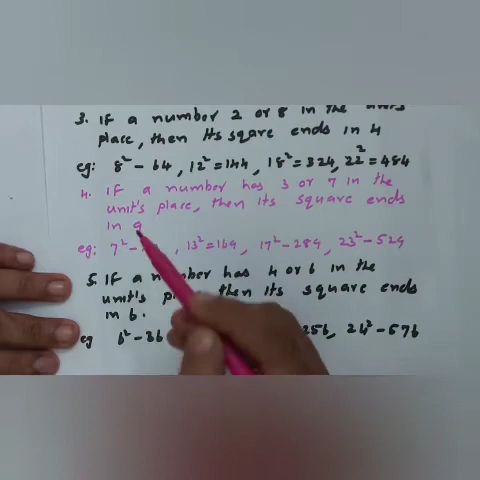 3. If a number 2 or 8 in the unit's
place, then its sqare ends in 4
eg: 8² - 64, 12² = 144, 18² = 324, 22² = 484
4. If a number has 3 or 7 in the
unit's place, then its square ends
in 9
eg: 7² - , 13² = 169, 17² - 289, 23² - 529
5. If a number has 4 or 6 in the
unit's then its square ends
in 6.
eg 6² - 36 256, 24² - 576